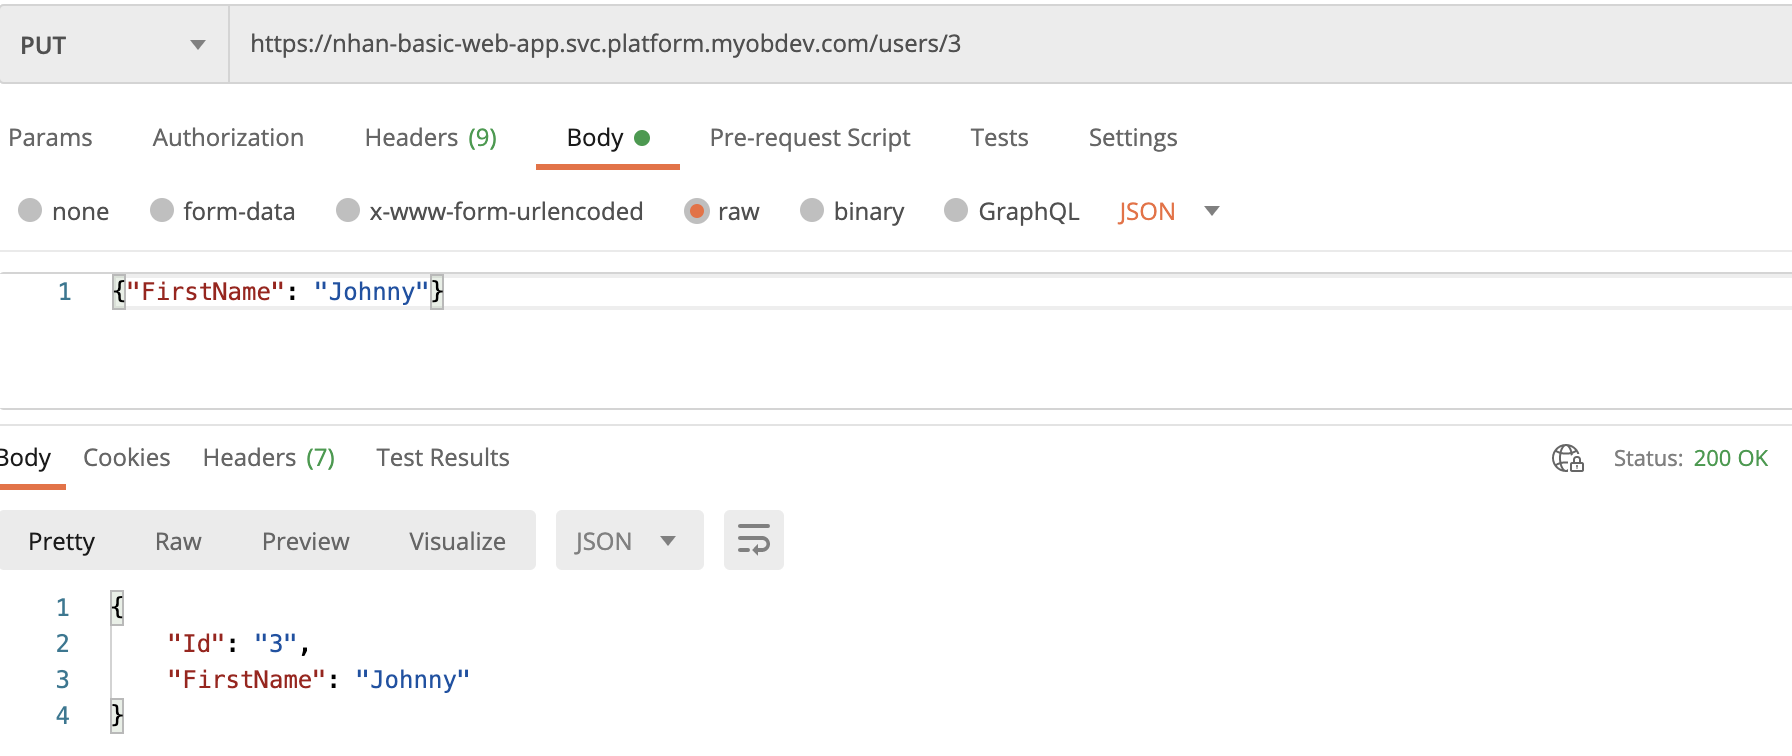 PUT https://nhan-basic-web-app.svc.platform.myobdev.com/users/3
Params Authorization Headers (9) Body Pre-request Script Tests Settings
none form-data x-www-form-urlencoded raw binary GraphQL JSON
1 {"FirstName": "Johnny"}
Body Cookies Headers (7) Test Results Status: 200 OK
Pretty Raw Preview Visualize JSON
1 {
2 "Id": "3",
3 "FirstName": "Johnny"
4 }